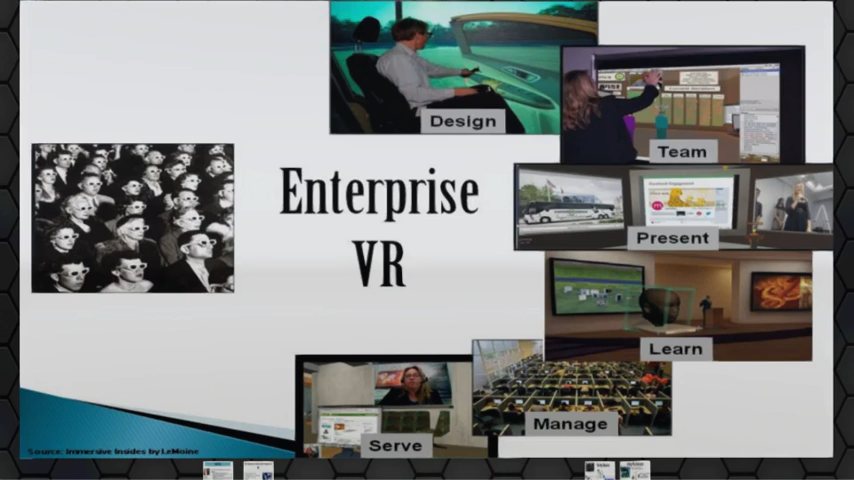 Design
Team
Enterprise
VR
Present
Learn
Manage
Serve
Source: Immersive Insides by LeMoine